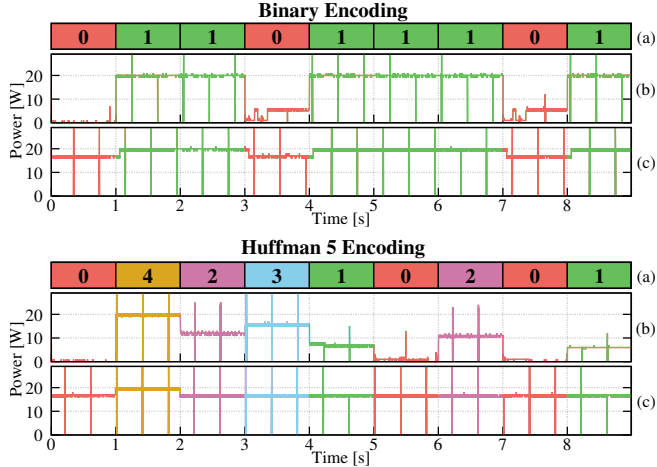 Binary Encoding
0 1 1 0 1 1 1 0 1 (a)
20
10
0
(b)
20
10
0
(c)
Power [W]
0 1 2 3 4 5 6 7 8
Time [s]
Huffman 5 Encoding
0 4 2 3 1 0 2 0 1 (a)
20
10
0
(b)
20
10
0
(c)
Power [W]
0 1 2 3 4 5 6 7 8
Time [s]